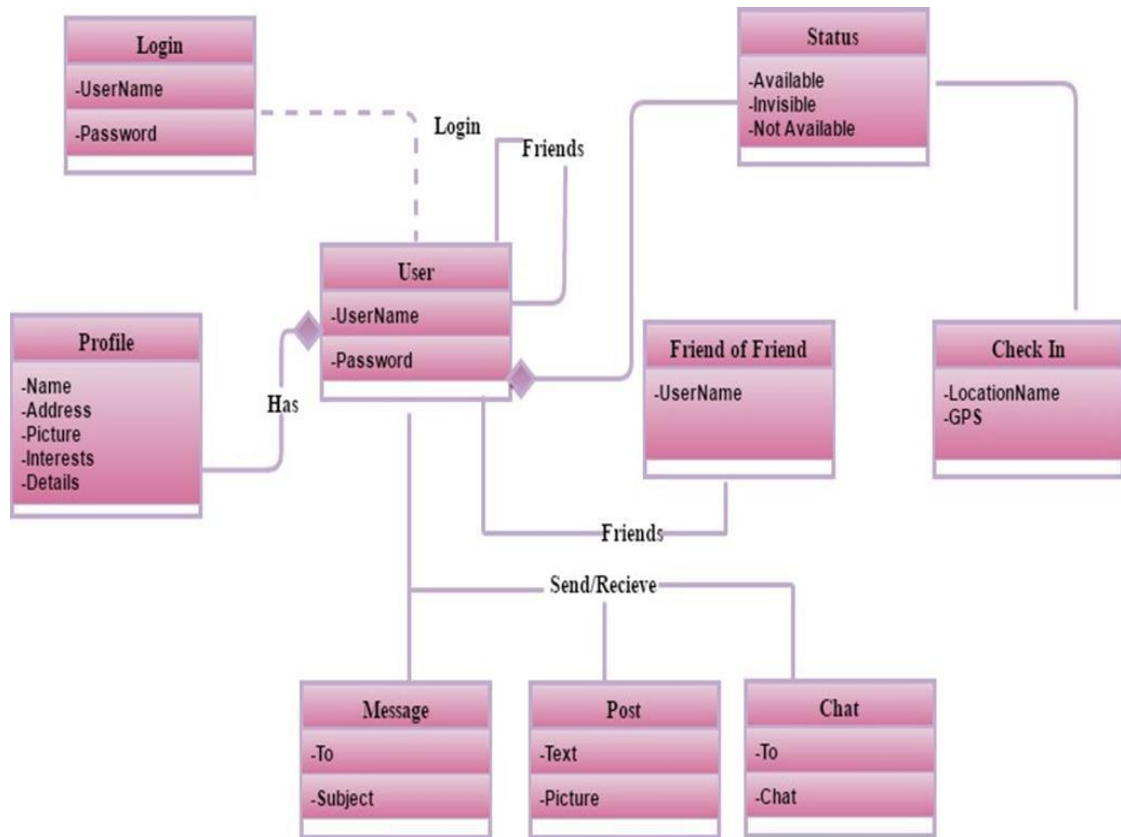 Login
-UserName
-Password
Status
-Available
-Invisible
-Not Available
Login
Friends
User
-UserName
-Password
Profile
-Name
-Address
-Picture
-Interests
-Details
Has
Friend of Friend
-UserName
Check In
-LocationName
-GPS
Friends
Send/Recieve
Message
-To
-Subject
Post
-Text
-Picture
Chat
-To
-Chat